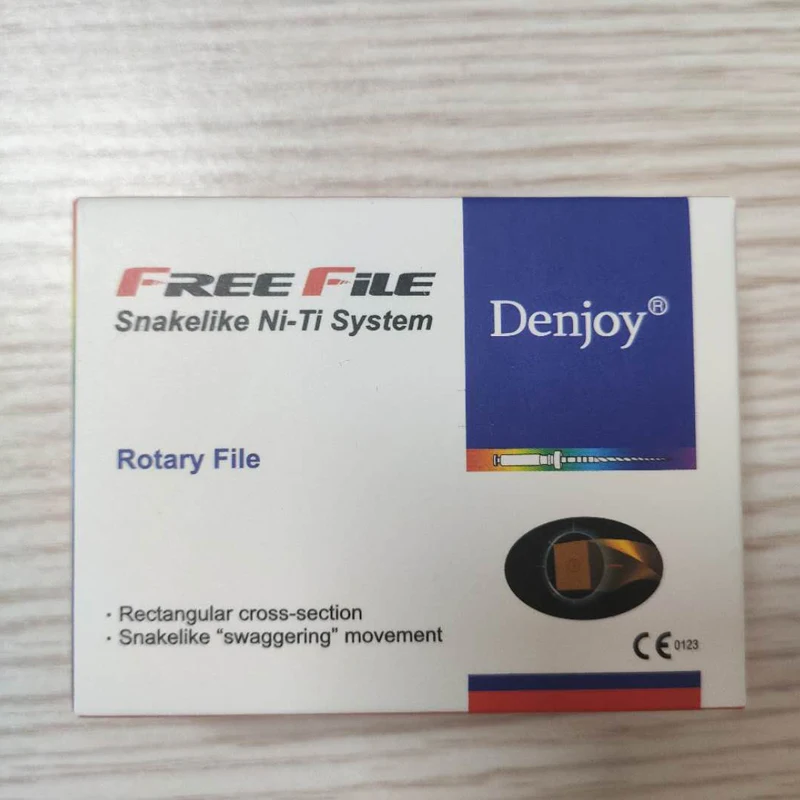 FREE FILE
Snakelike Ni-Ti System
Denjoy®
Rotary File
· Rectangular cross-section
· Snakelike "swaggering" movement
CE 0123